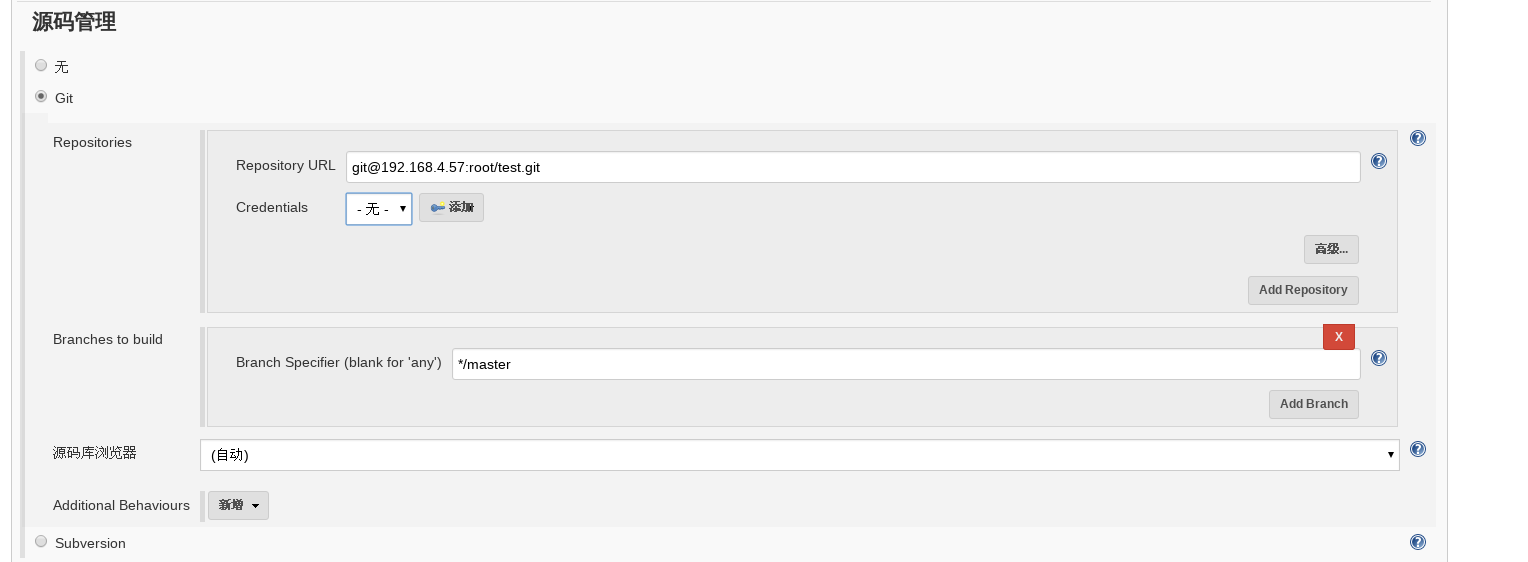 源码管理
无
Git
Repositories
Repository URL git@192.168.4.57:root/test.git
Credentials - 无 - 添加
高级...
Add Repository
Branches to build
X
Branch Specifier (blank for 'any') */master
Add Branch
源码库浏览器 (自动)
Additional Behaviours 新增
Subversion